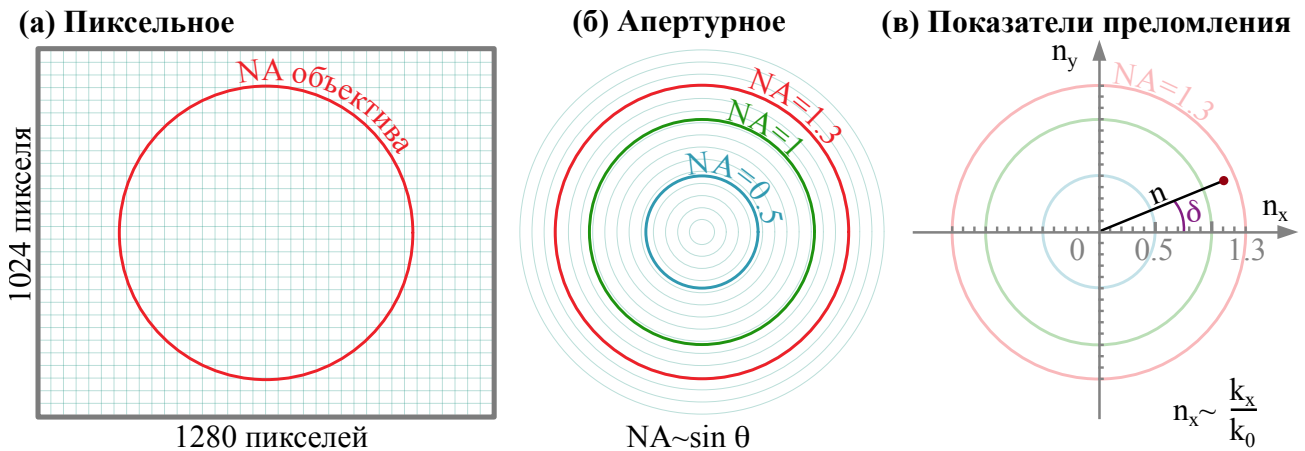 (а) Пиксельное
NA объектива
1024 пикселя
1280 пикселей
(б) Апертурное
NA=1.3
NA=1
NA=0.5
NA~sin θ
(в) Показатели преломления
n_y
NA=1.3
n
δ
n_x
0
0.5
1.3
n_x~ k_x/k_0